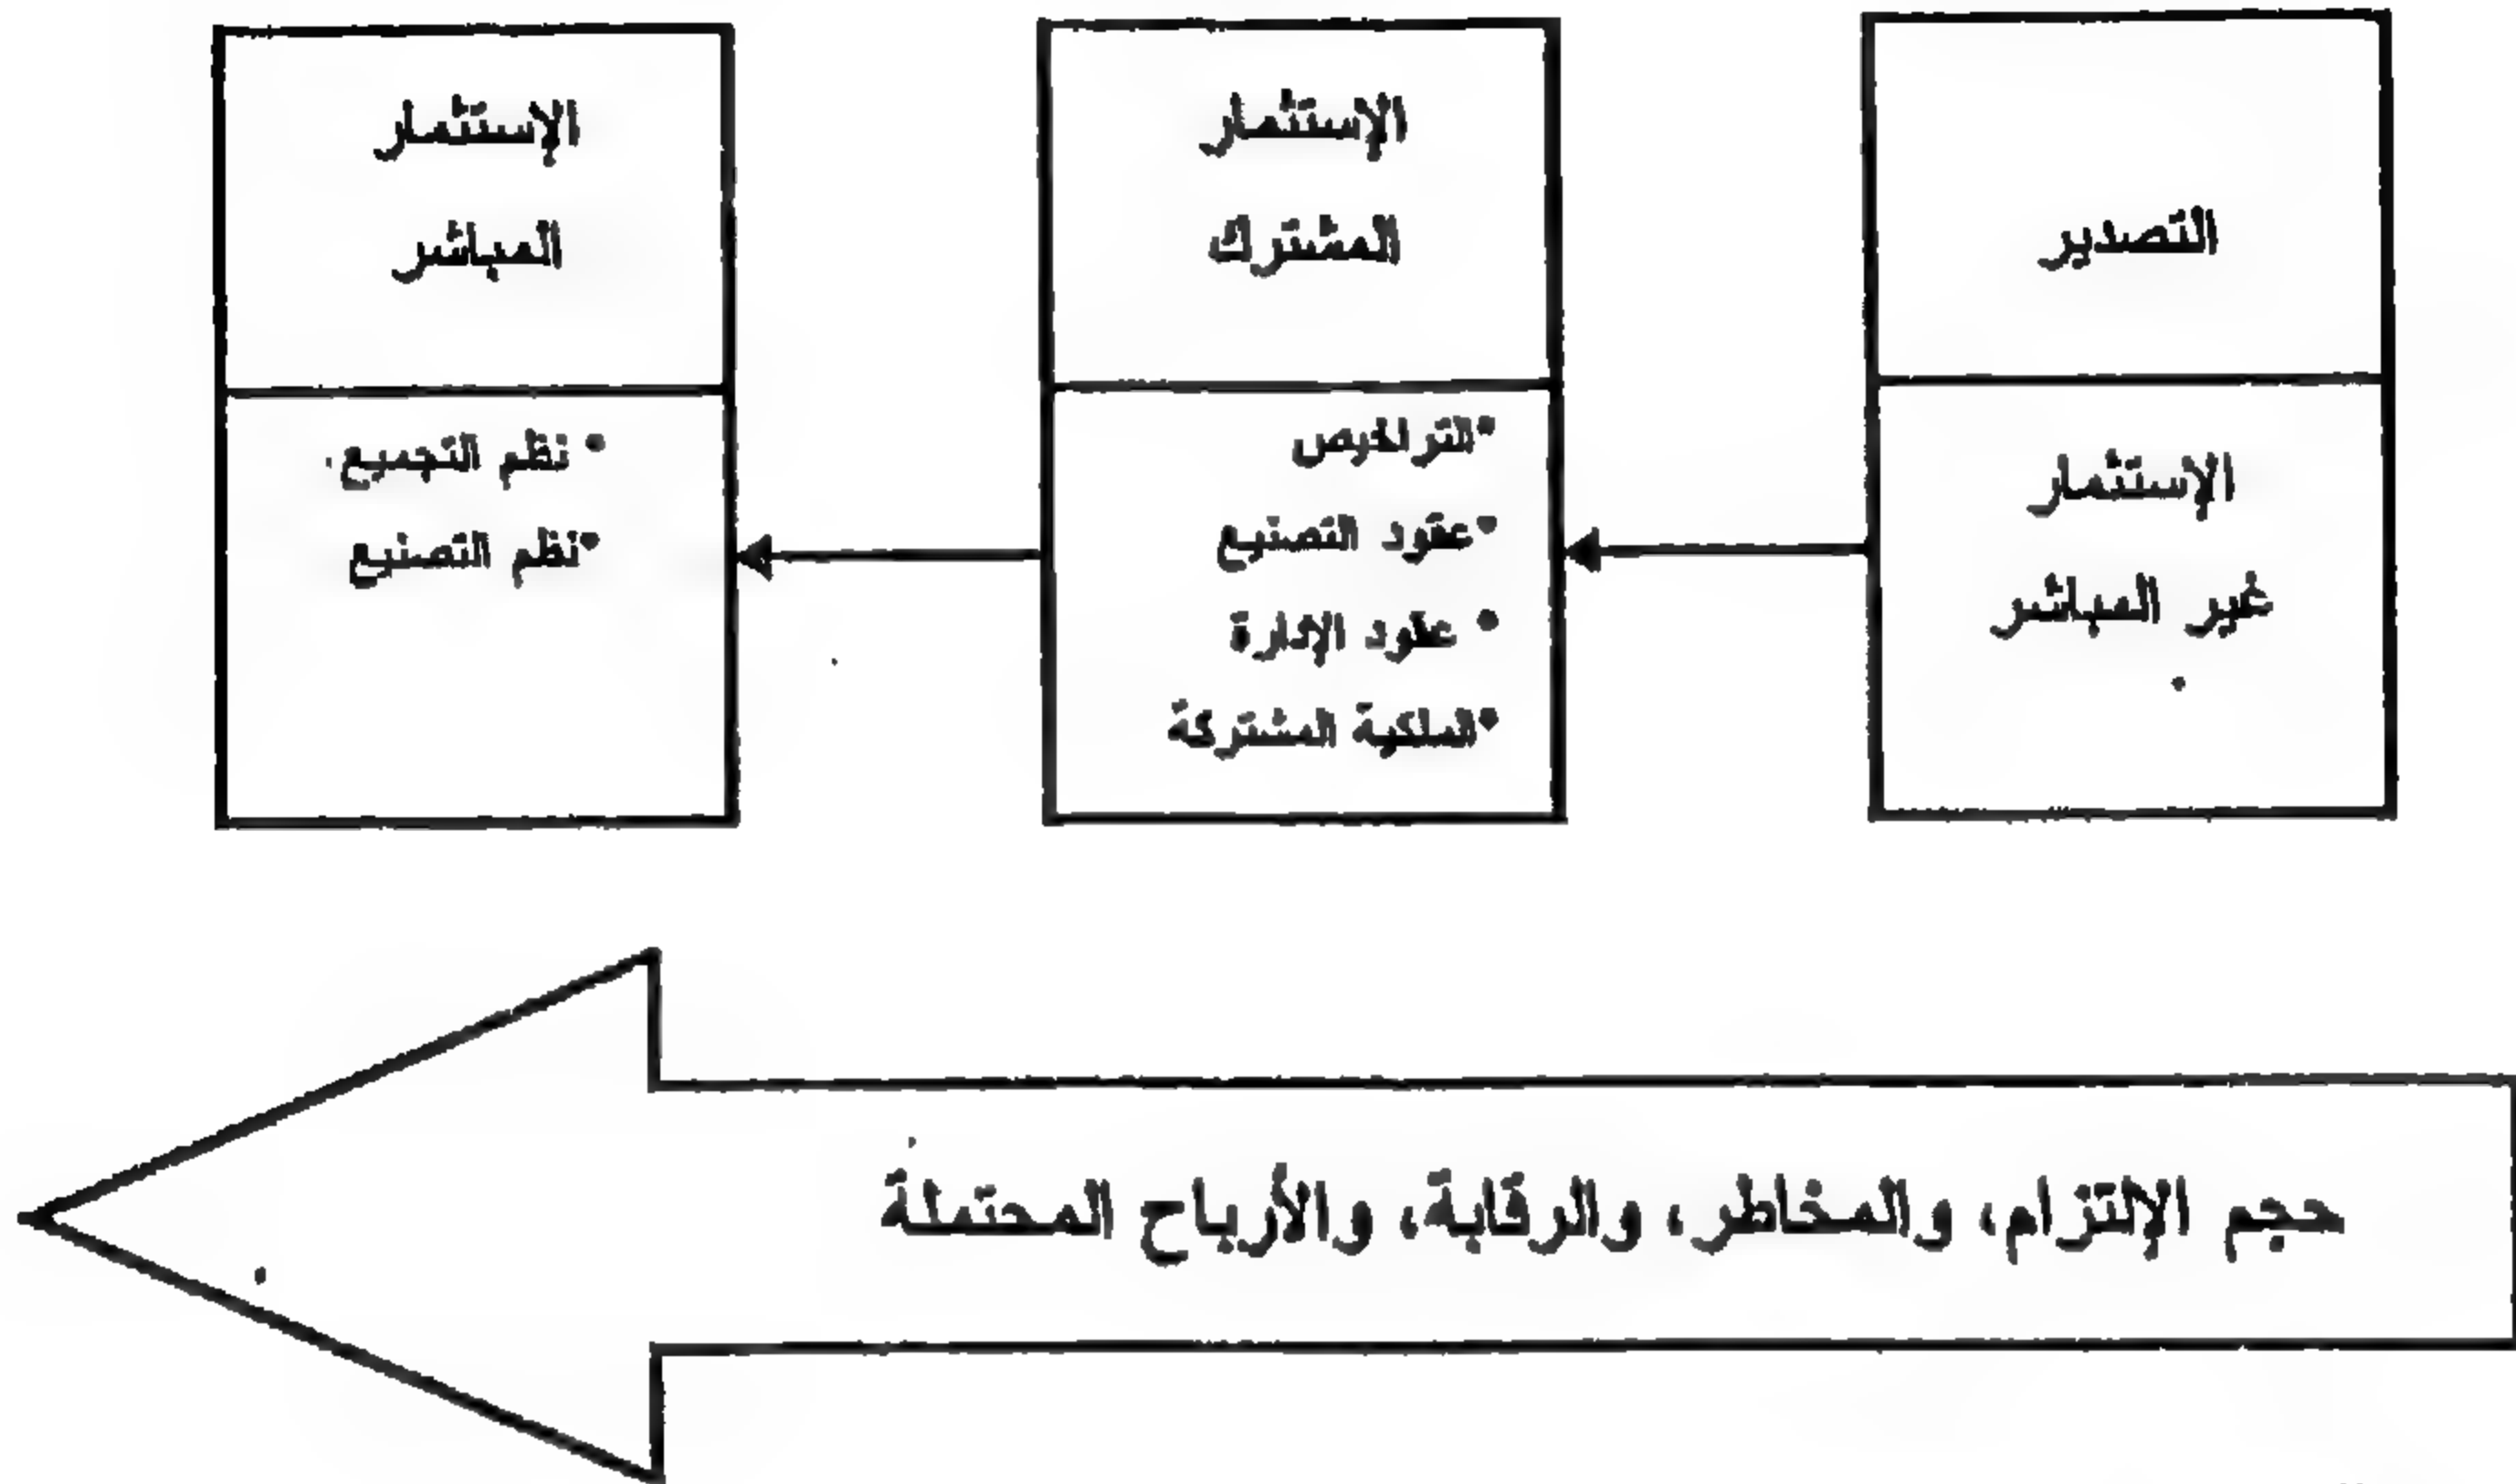 التصدير
الإستثمار
غير المباشر
الإستثمار
المشترك
•التراخيص
•عقود التصنيع
• عقود الإدارة
•الملكية المشتركة
الإستثمار
المباشر
• نظم التجميع
•نظم التصنيع
حجم الإلتزام، والمخاطر، والرقابة، والأرباح المحتملة